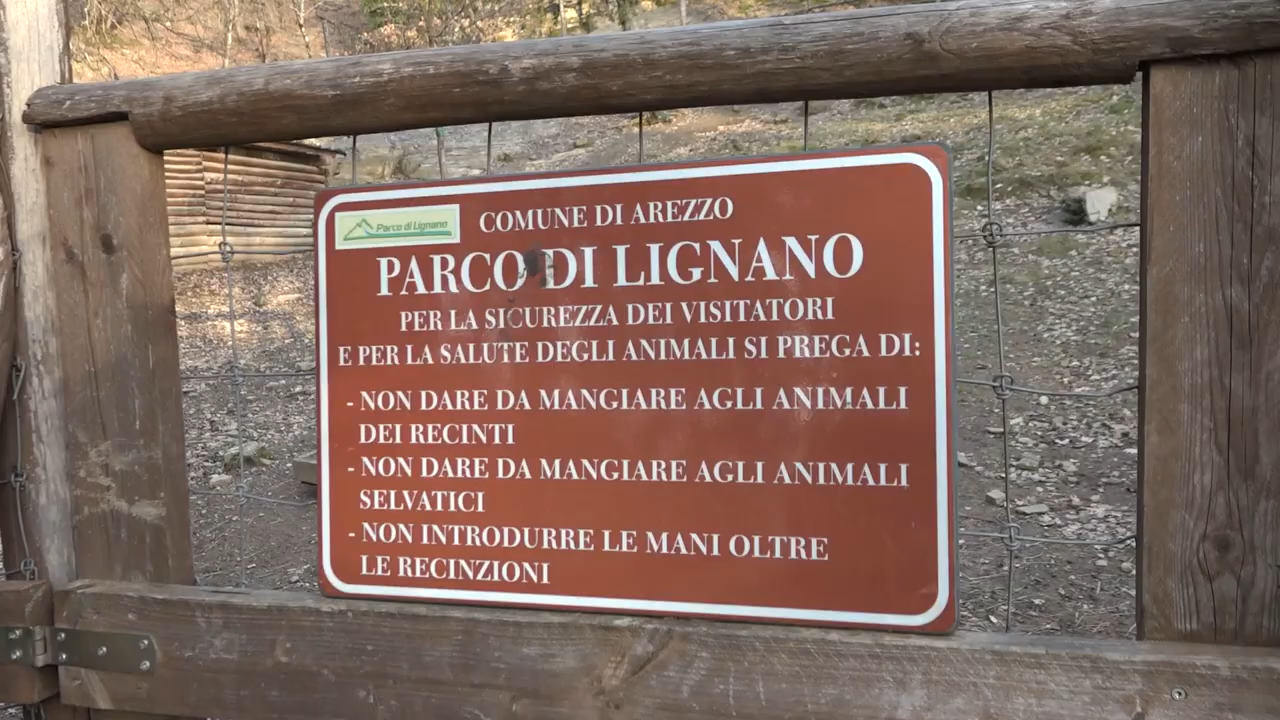 Parco di Lignano
COMUNE DI AREZZO
PARCO DI LIGNANO
PER LA SICUREZZA DEI VISITATORI
E PER LA SALUTE DEGLI ANIMALI SI PREGA DI:
- NON DARE DA MANGIARE AGLI ANIMALI
DEI RECINTI
- NON DARE DA MANGIARE AGLI ANIMALI
SELVATICI
- NON INTRODURRE LE MANI OLTRE
LE RECINZIONI